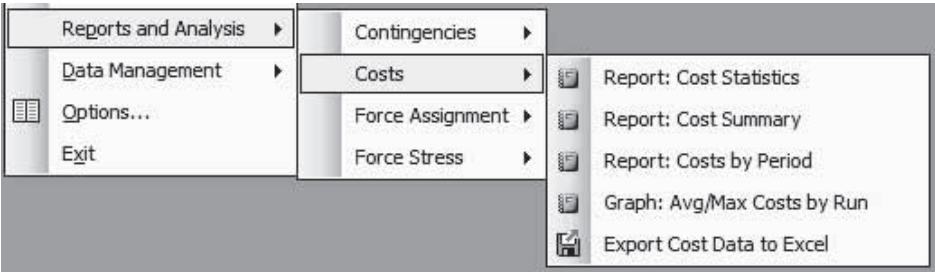 Reports and Analysis
Data Management
Options...
Exit
Contingencies
Costs
Force Assignment
Force Stress
Report: Cost Statistics
Report: Cost Summary
Report: Costs by Period
Graph: Avg/Max Costs by Run
Export Cost Data to Excel